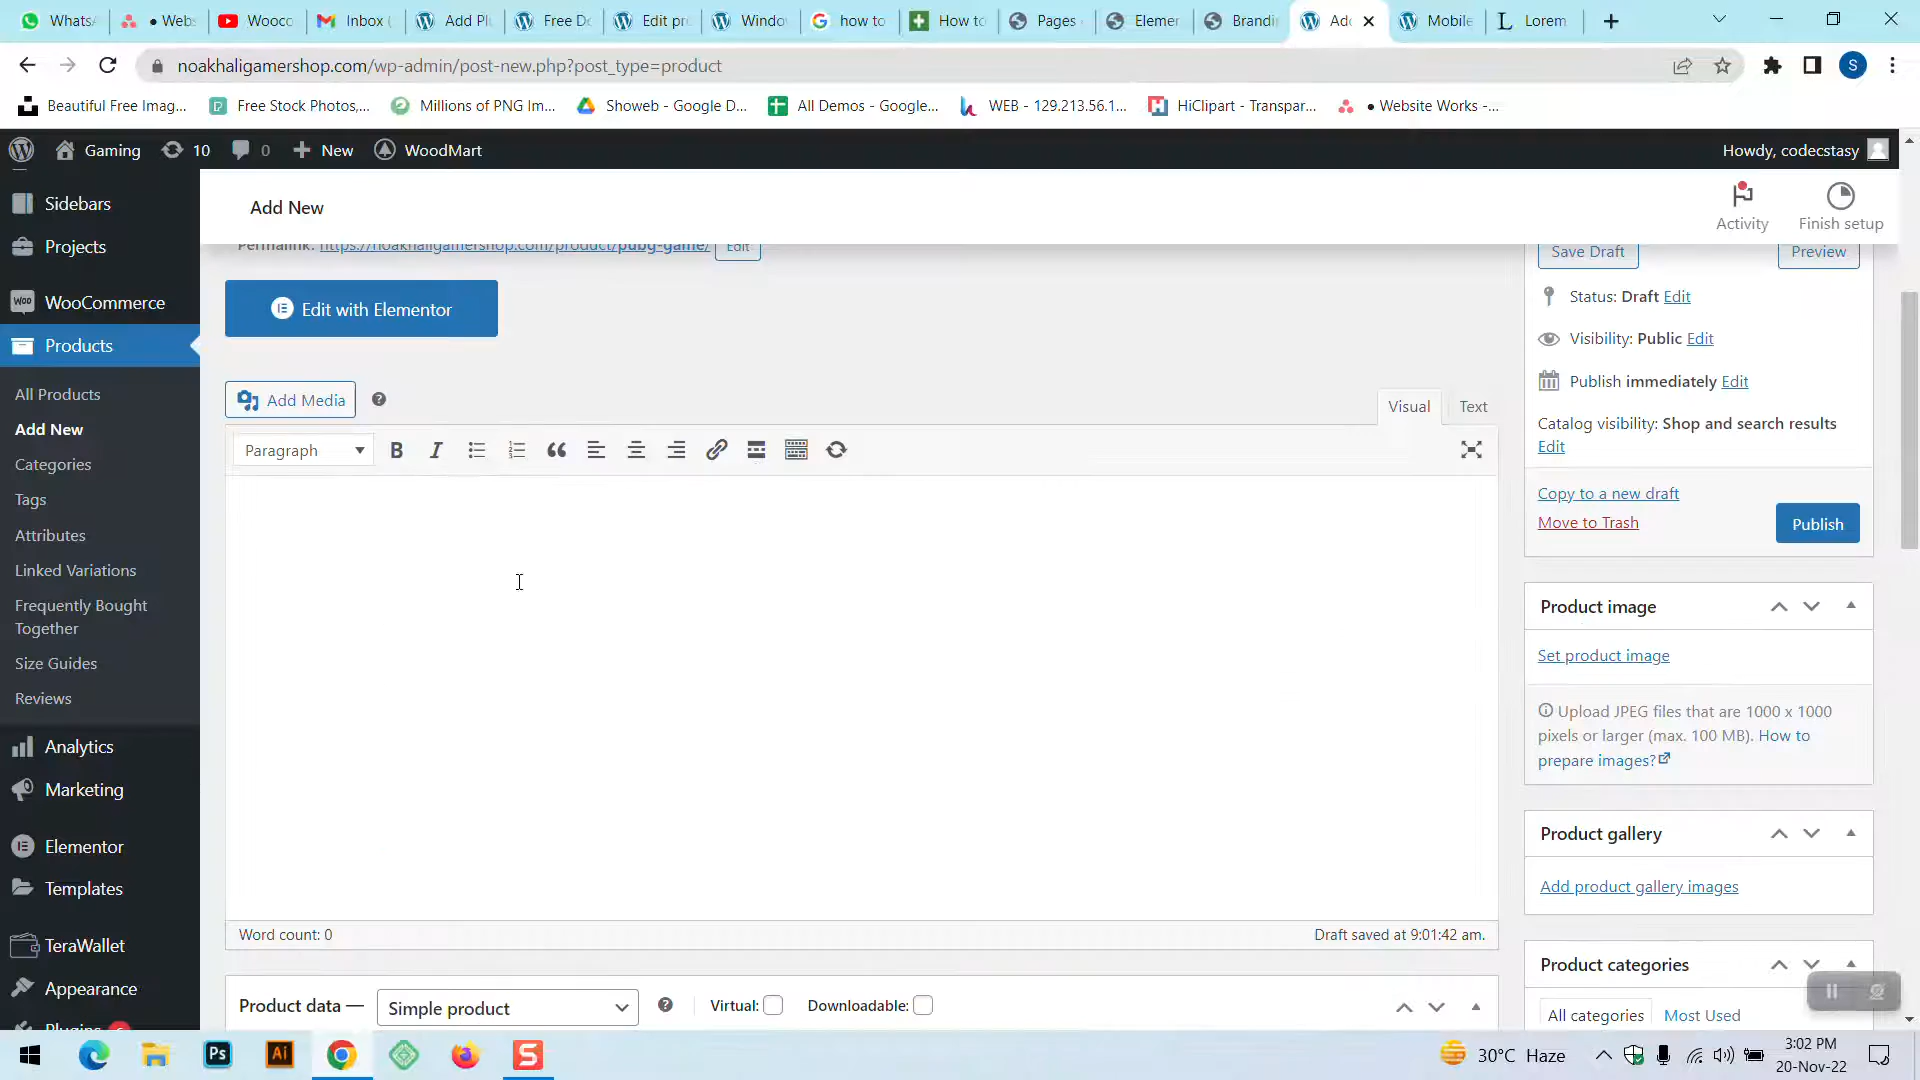 WhatsA
● Webs
Wooco
Inbox (
Add Pl
Free Do
Edit pr
Windo
how to
How to
Pages
Elemen
Brandi
Ad
Mobile
Lorem
noakhaligamershop.com/wp-admin/post-new.php?post_type=product
S
Beautiful Free Imag...
Free Stock Photos,...
Millions of PNG Im...
Showeb - Google D...
All Demos - Google...
WEB - 129.213.56.1...
HiClipart - Transpar...
● Website Works -...
Gaming
10
0
New
WoodMart
Howdy, codecstasy
Sidebars
Projects
WooCommerce
Products
All Products
Add New
Categories
Tags
Attributes
Linked Variations
Frequently Bought
Together
Size Guides
Reviews
Analytics
Marketing
Elementor
Templates
TeraWallet
Appearance
Plugins
Add New
Activity
Finish setup
Permalink: https://noakhaligamershop.com/product/pubg-game/ Edit
Edit with Elementor
Add Media
Visual
Text
Paragraph
Word count: 0
Draft saved at 9:01:42 am.
Product data —
Simple product
Virtual:
Downloadable:
Save Draft
Preview
Status: Draft Edit
Visibility: Public Edit
Publish immediately Edit
Catalog visibility: Shop and search results
Edit
Copy to a new draft
Move to Trash
Publish
Product image
Set product image
Upload JPEG files that are 1000 x 1000
pixels or larger (max. 100 MB). How to
prepare images?
Product gallery
Add product gallery images
Product categories
All categories
Most Used
Ps
Ai
S
30°C Haze
3:02 PM
20-Nov-22